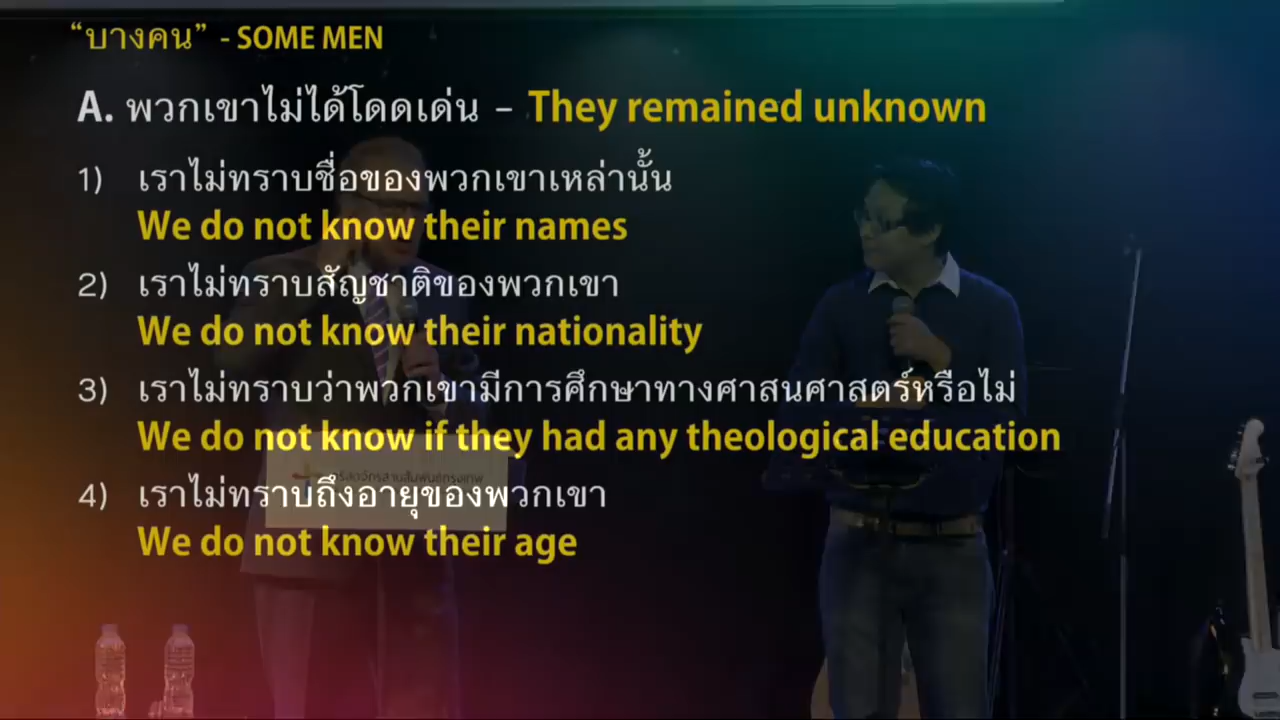 “บางคน” - SOME MEN
A. พวกเขาไม่ได้โดดเด่น – They remained unknown
1) เราไม่ทราบชื่อของพวกเขาเหล่านั้น
We do not know their names
2) เราไม่ทราบสัญชาติของพวกเขา
We do not know their nationality
3) เราไม่ทราบว่าพวกเขามีการศึกษาทางศาสนศาสตร์หรือไม่
We do not know if they had any theological education
4) เราไม่ทราบถึงอายุของพวกเขา
We do not know their age